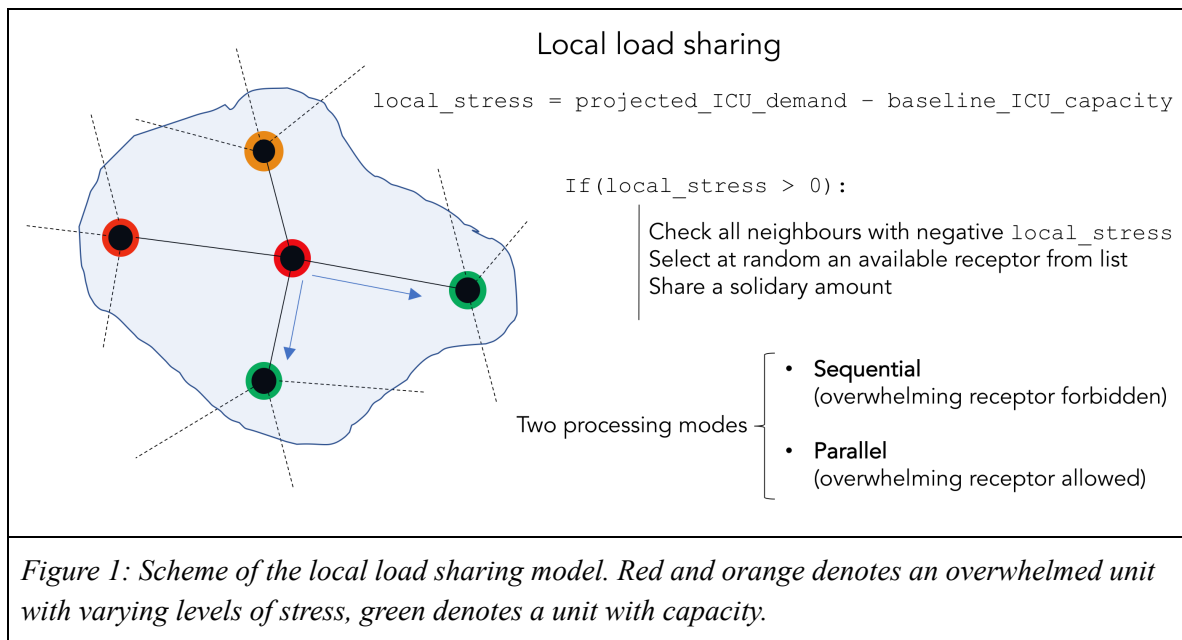 Local load sharing
local_stress = projected_ICU_demand – baseline_ICU_capacity
If(local_stress > 0):
Check all neighbours with negative local_stress
Select at random an available receptor from list
Share a solidary amount
Two processing modes
• Sequential
(overwhelming receptor forbidden)
• Parallel
(overwhelming receptor allowed)
Figure 1: Scheme of the local load sharing model. Red and orange denotes an overwhelmed unit
with varying levels of stress, green denotes a unit with capacity.